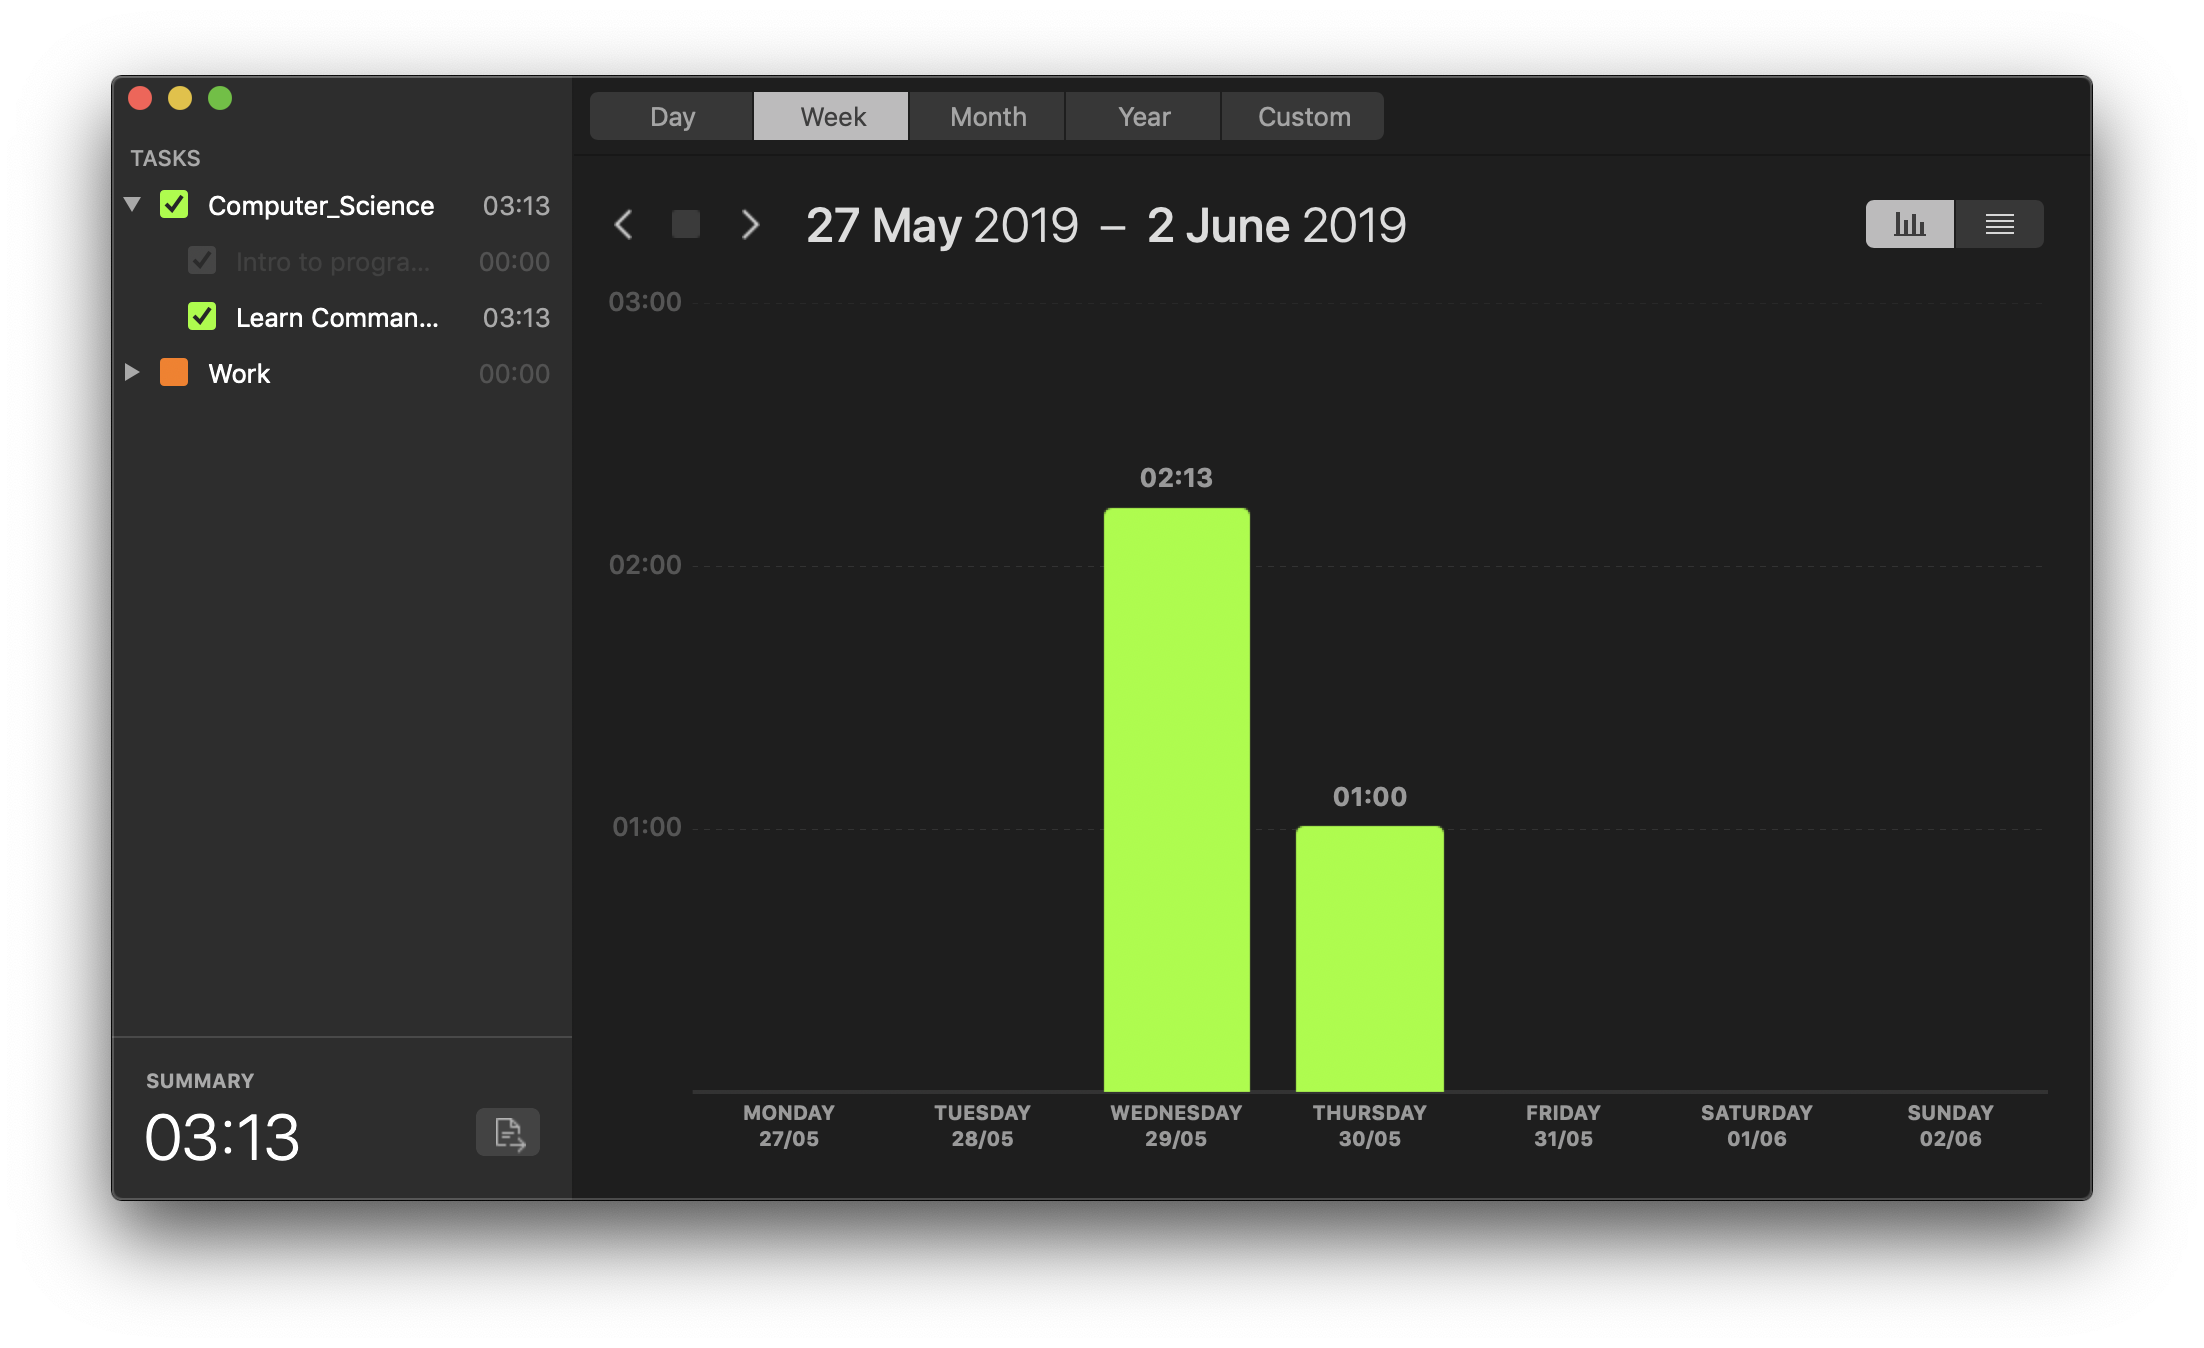 TASKS
Computer_Science 03:13
Intro to progra... 00:00
Learn Comman... 03:13
Work 00:00
SUMMARY
03:13
Day Week Month Year Custom
27 May 2019 – 2 June 2019
03:00
02:00
01:00
02:13
01:00
MONDAY TUESDAY WEDNESDAY THURSDAY FRIDAY SATURDAY SUNDAY
27/05 28/05 29/05 30/05 31/05 01/06 02/06